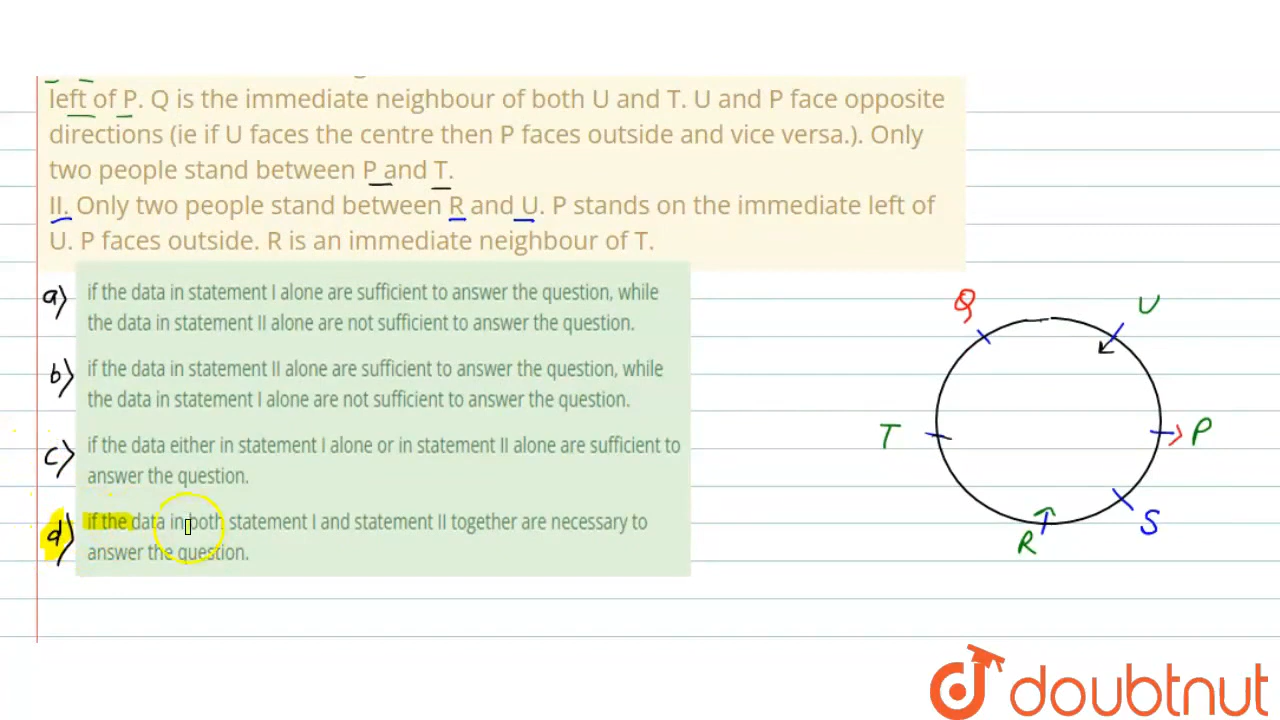 left of P. Q is the immediate neighbour of both U and T. U and P face opposite
directions (ie if U faces the centre then P faces outside and vice versa.). Only
two people stand between P and T.
II. Only two people stand between R and U. P stands on the immediate left of
U. P faces outside. R is an immediate neighbour of T.
a) if the data in statement I alone are sufficient to answer the question, while
the data in statement II alone are not sufficient to answer the question.
b) if the data in statement II alone are sufficient to answer the question, while
the data in statement I alone are not sufficient to answer the question.
c) if the data either in statement I alone or in statement II alone are sufficient to
answer the question.
d) if the data in both statement I and statement II together are necessary to
answer the question.
Q U
T P
R S
doubtnut